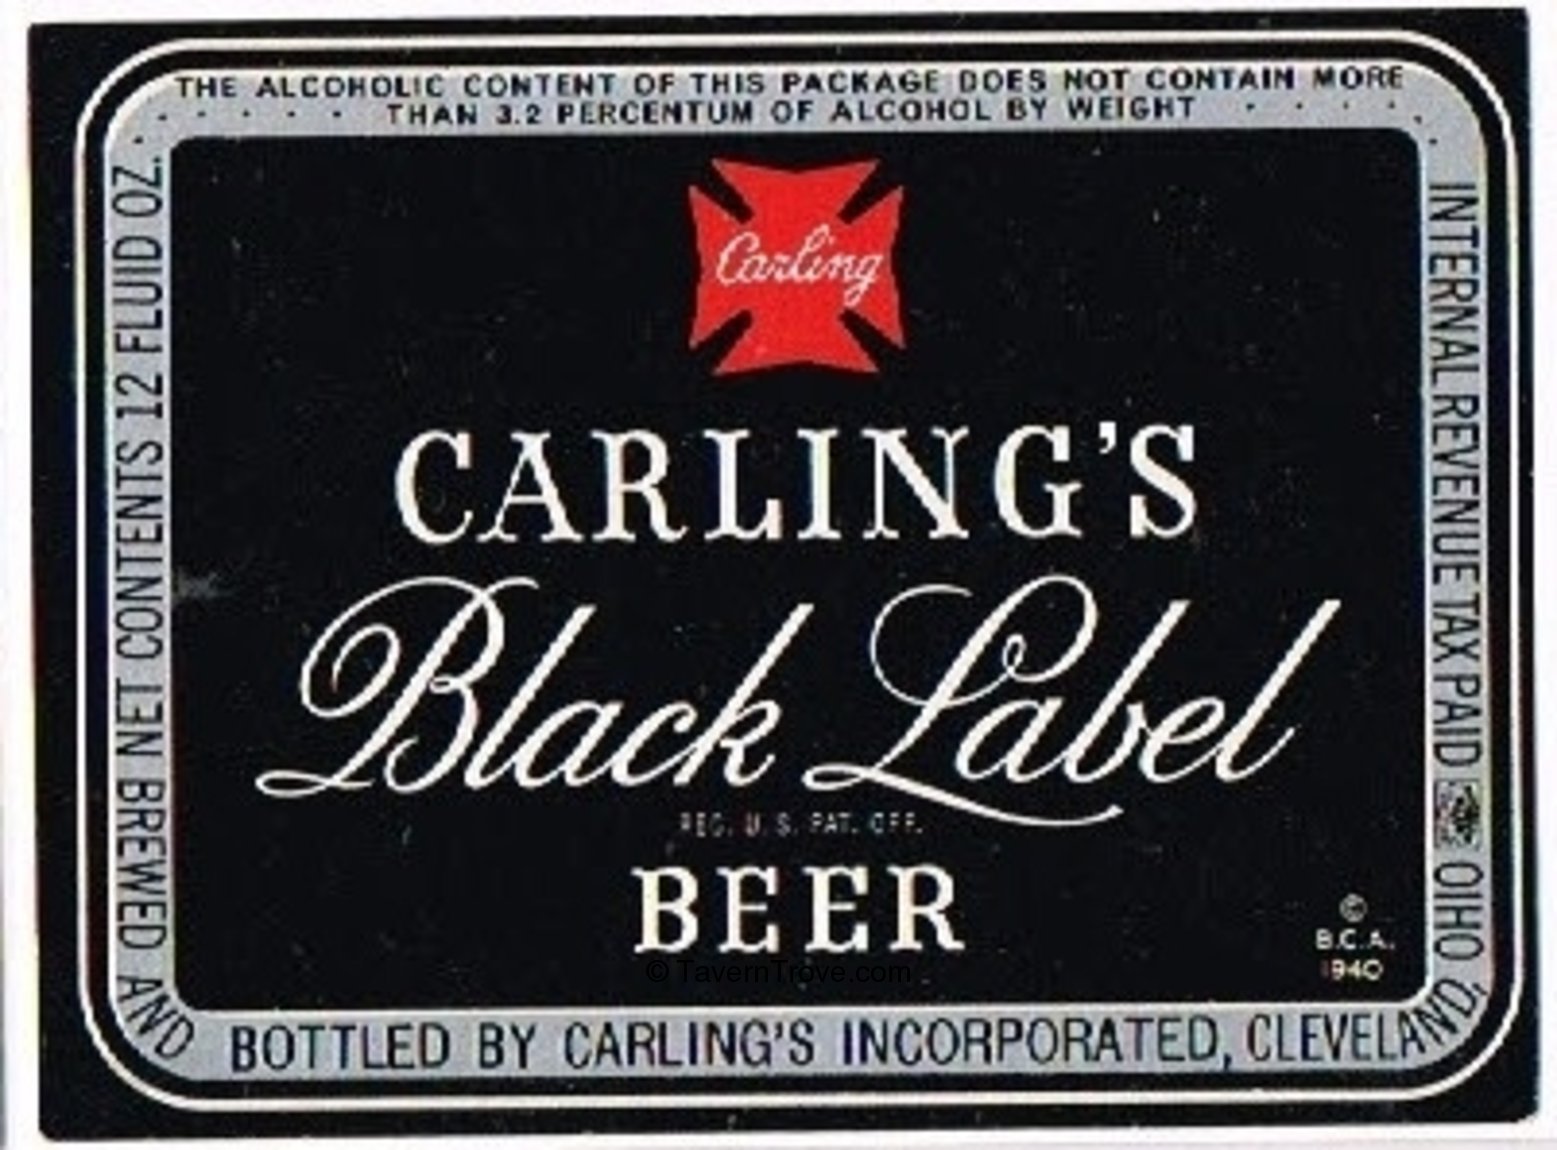 THE ALCOHOLIC CONTENT OF THIS PACKAGE DOES NOT CONTAIN MORE
THAN 3.2 PERCENTUM OF ALCOHOL BY WEIGHT
Carling
CARLING'S
Black Label
REG. U.S. PAT. OFF.
BEER
© B.C.A.
1940
© TavernTrove.com
NET CONTENTS 12 FLUID OZ.
BREWED AND BOTTLED BY CARLING'S INCORPORATED, CLEVELAND, OHIO
INTERNAL REVENUE TAX PAID